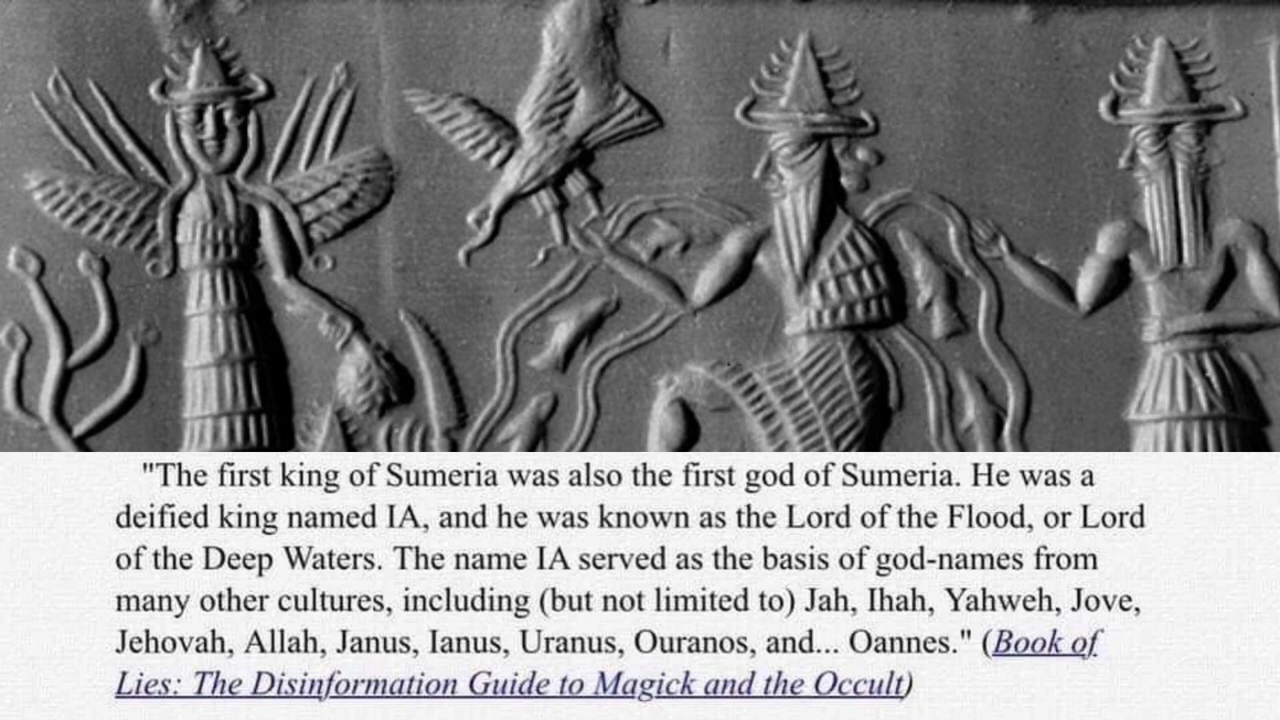 "The first king of Sumeria was also the first god of Sumeria. He was a
deified king named IA, and he was known as the Lord of the Flood, or Lord
of the Deep Waters. The name IA served as the basis of god-names from
many other cultures, including (but not limited to) Jah, Ihah, Yahweh, Jove,
Jehovah, Allah, Janus, Ianus, Uranus, Ouranos, and... Oannes." (Book of
Lies: The Disinformation Guide to Magick and the Occult)